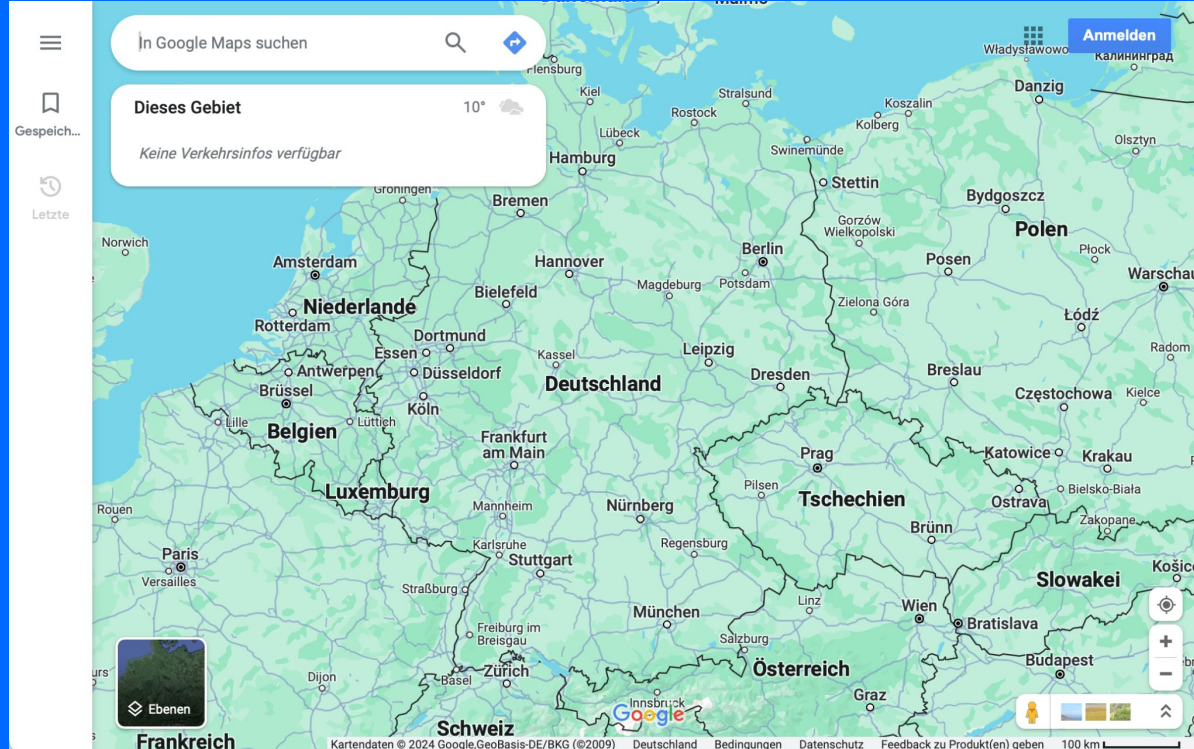 Malmö
In Google Maps suchen
Anmelden
Gespeich...
Letzte
Dieses Gebiet
10°
Keine Verkehrsinfos verfügbar
Władysławowo
Калининград
Flensburg
Kiel
Stralsund
Danzig
Rostock
Koszalin
Kolberg
Lübeck
Swinemünde
Olsztyn
Hamburg
Stettin
Groningen
Bremen
Bydgoszcz
Gorzów
Wielkopolski
Polen
Norwich
Berlin
Płock
Amsterdam
Hannover
Posen
Magdeburg
Potsdam
Warschau
Bielefeld
Niederlande
Zielona Góra
Rotterdam
Łódź
Dortmund
Essen
Kassel
Leipzig
Radom
Antwerpen
Düsseldorf
Deutschland
Dresden
Breslau
Brüssel
Częstochowa
Kielce
Köln
Lille
Belgien
Lüttich
Frankfurt
am Main
Prag
Katowice
Krakau
Luxemburg
Pilsen
Tschechien
Ostrava
Bielsko-Biała
Rouen
Mannheim
Nürnberg
Brünn
Zakopane
Paris
Karlsruhe
Regensburg
Versailles
Stuttgart
Košice
Straßburg
Slowakei
München
Linz
Wien
Bratislava
Freiburg im
Breisgau
Salzburg
Zürich
Österreich
Budapest
Dijon
Basel
Innsbruck
Graz
Ebenen
Google
Schweiz
Frankreich
Kartendaten © 2024 Google,GeoBasis-DE/BKG (©2009) Deutschland Bedingungen Datenschutz Feedback zu Produkt(en) geben 100 km